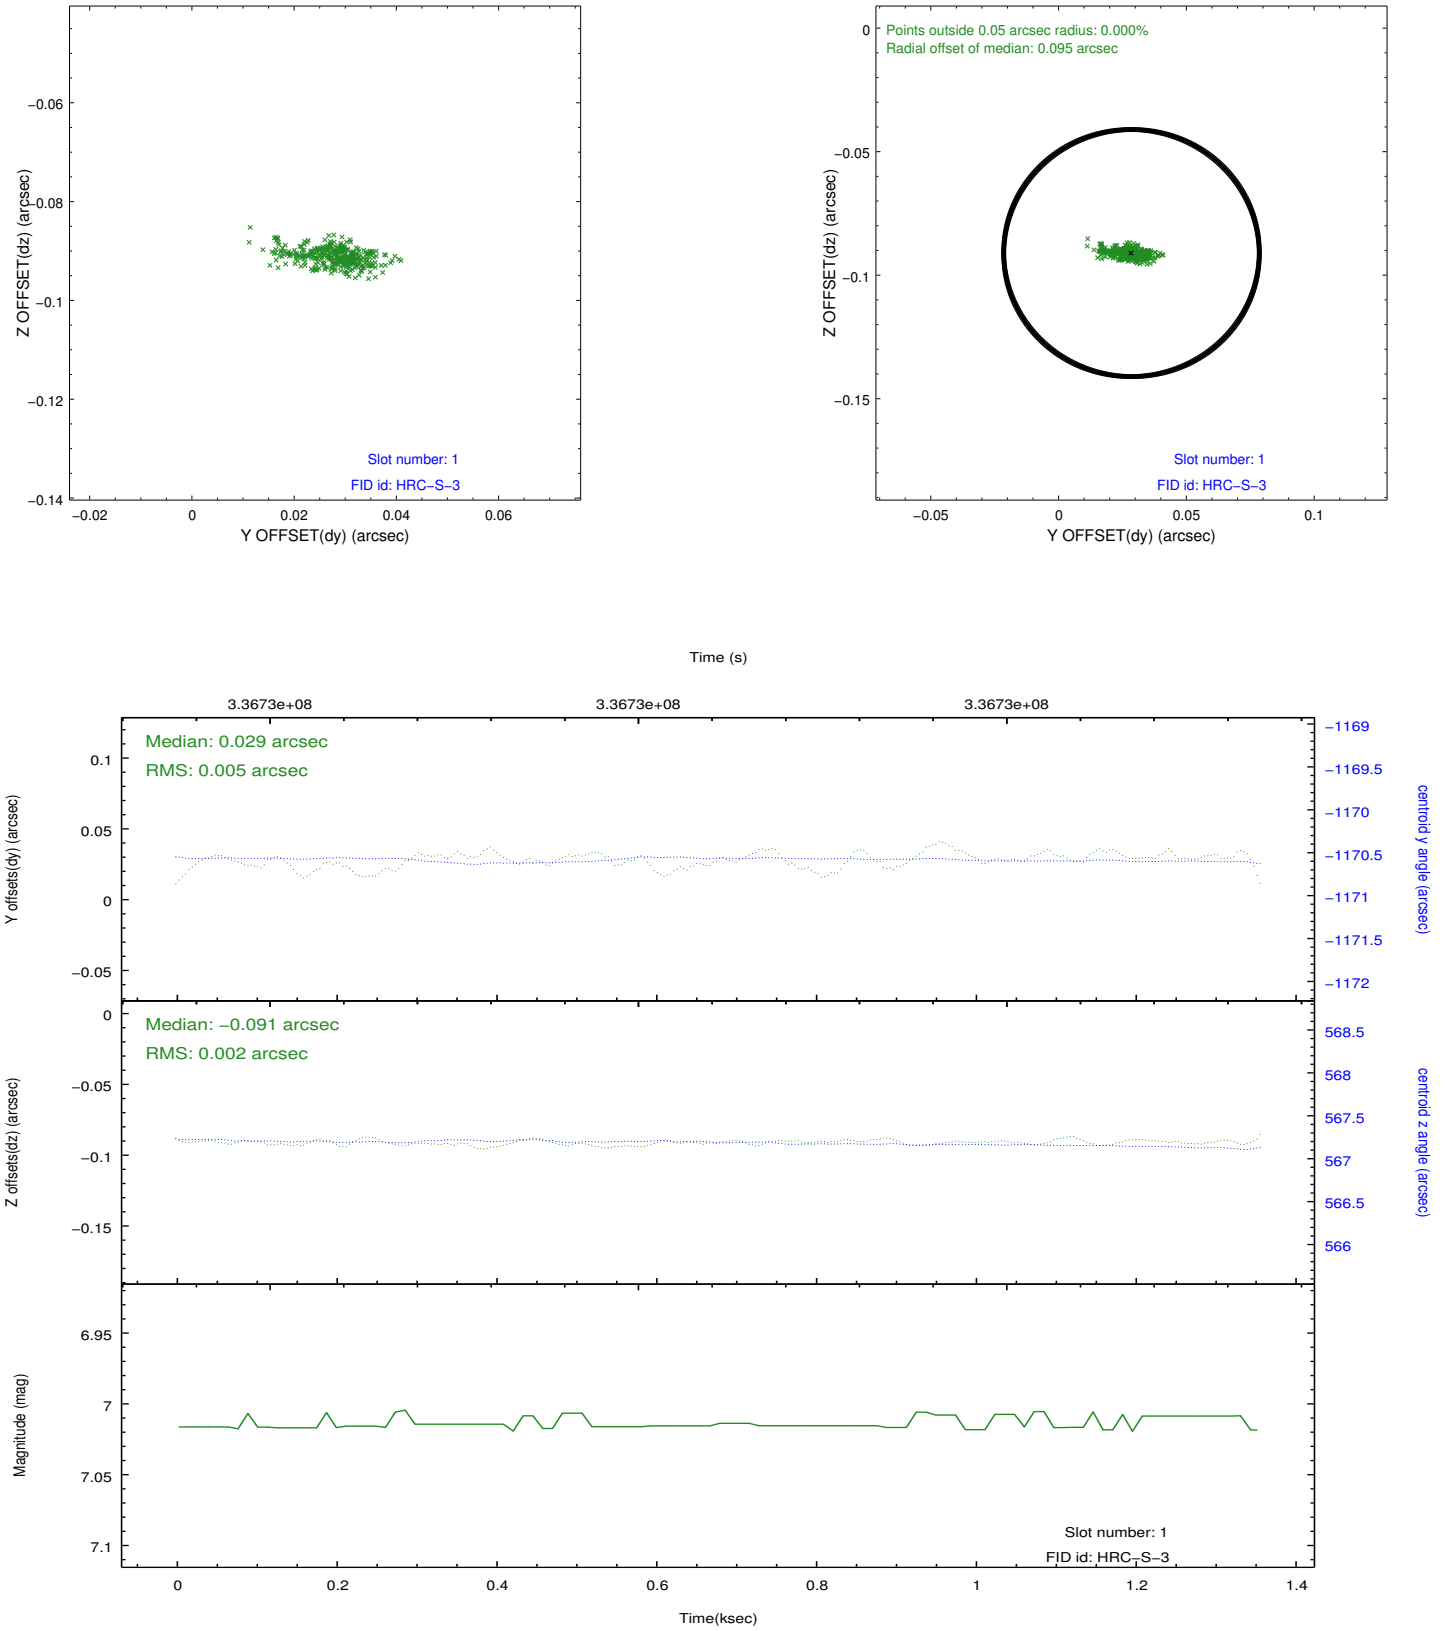 −0.06
−0.08
−0.1
−0.12
−0.14
Z OFFSET(dz) (arcsec)
Slot number: 1
FID id: HRC−S−3
−0.02 0 0.02 0.04 0.06
Y OFFSET(dy) (arcsec)
Points outside 0.05 arcsec radius: 0.000%
Radial offset of median: 0.095 arcsec
0
−0.05
−0.1
−0.15
Z OFFSET(dz) (arcsec)
Slot number: 1
FID id: HRC−S−3
−0.05 0 0.05 0.1
Y OFFSET(dy) (arcsec)
Time (s)
3.3673e+08 3.3673e+08 3.3673e+08
Median: 0.029 arcsec
RMS: 0.005 arcsec
0.1
0.05
0
−0.05
Y offsets(dy) (arcsec)
−1169
−1169.5
−1170
−1170.5
−1171
−1171.5
−1172
centroid y angle (arcsec)
Median: −0.091 arcsec
RMS: 0.002 arcsec
0
−0.05
−0.1
−0.15
Z offsets(dz) (arcsec)
568.5
568
567.5
567
566.5
566
centroid z angle (arcsec)
6.95
7
7.05
7.1
Magnitude (mag)
Slot number: 1
FID id: HRC−S−3
0 0.2 0.4 0.6 0.8 1 1.2 1.4
Time(ksec)